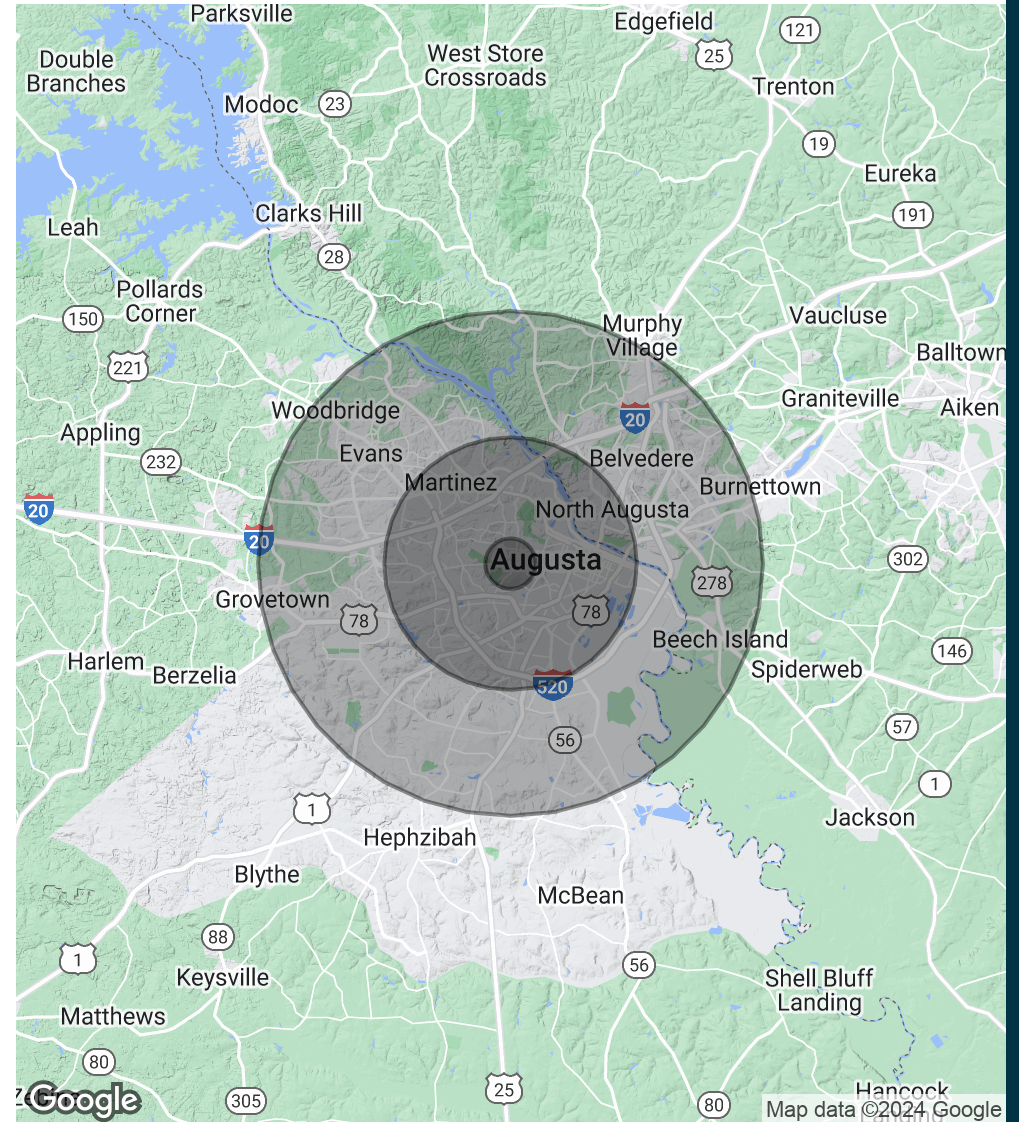 Parksville
Edgefield
121
25
West Store
Crossroads
Double
Branches
Trenton
Modoc
23
19
Eureka
Clarks Hill
191
Leah
28
Pollards
Corner
150
Vaucluse
Murphy
Village
221
Balltown
Graniteville
Aiken
Woodbridge
20
Appling
Evans
232
Belvedere
Martinez
Burnettown
20
North Augusta
20
Augusta
302
278
Grovetown
78
78
Beech Island
146
Harlem
Berzelia
Spiderweb
520
57
56
1
1
Jackson
Hephzibah
Blythe
McBean
88
1
56
Keysville
Shell Bluff
Landing
Matthews
80
25
Hancock
Landing
Google
305
80
Map data ©2024 Google